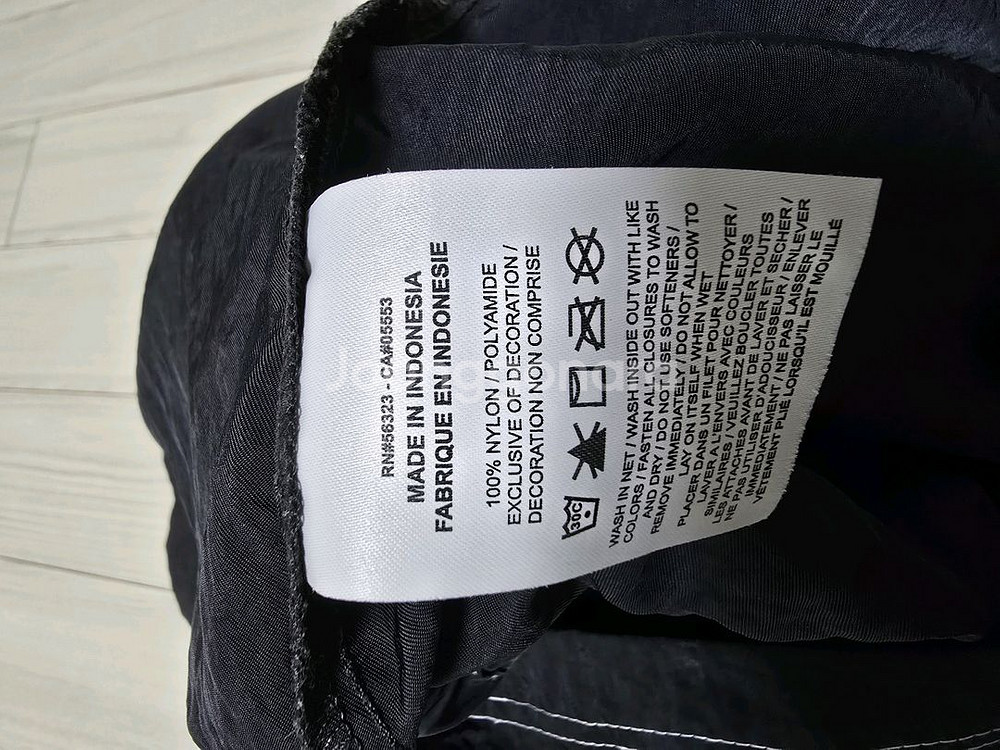 RN#56323 - CA#05553
MADE IN INDONESIA
FABRIQUE EN INDONESIE
100% NYLON / POLYAMIDE
EXCLUSIVE OF DECORATION /
DECORATION NON COMPRISE
30C
WASH IN NET / WASH INSIDE OUT WITH LIKE
COLORS / FASTEN ALL CLOSURES TO WASH
AND DRY / DO NOT USE SOFTENERS /
REMOVE IMMEDIATELY / DO NOT ALLOW TO
LAY ON ITSELF WHEN WET
PLACER DANS UN FILET POUR NETTOYER /
LAVER A L'ENVERS AVEC COULEURS
SIMILAIRES / VEUILLEZ BOUCLER TOUTES
LES ATTACHES AVANT DE LAVER ET SECHER /
NE PAS UTILISER D'ADOUCISSEUR / ENLEVER
IMMÉDIATEMENT / NE PAS LAISSER LE
VÊTEMENT PLIÉ LORSQU'IL EST MOUILLÉ